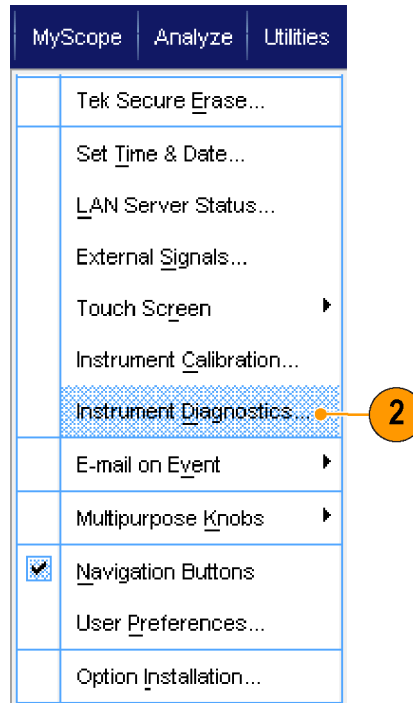 MyScope Analyze Utilities
Tek Secure Erase...
Set Time & Date...
LAN Server Status...
External Signals...
Touch Screen
Instrument Calibration...
Instrument Diagnostics...
2
E-mail on Event
Multipurpose Knobs
Navigation Buttons
User Preferences...
Option Installation...